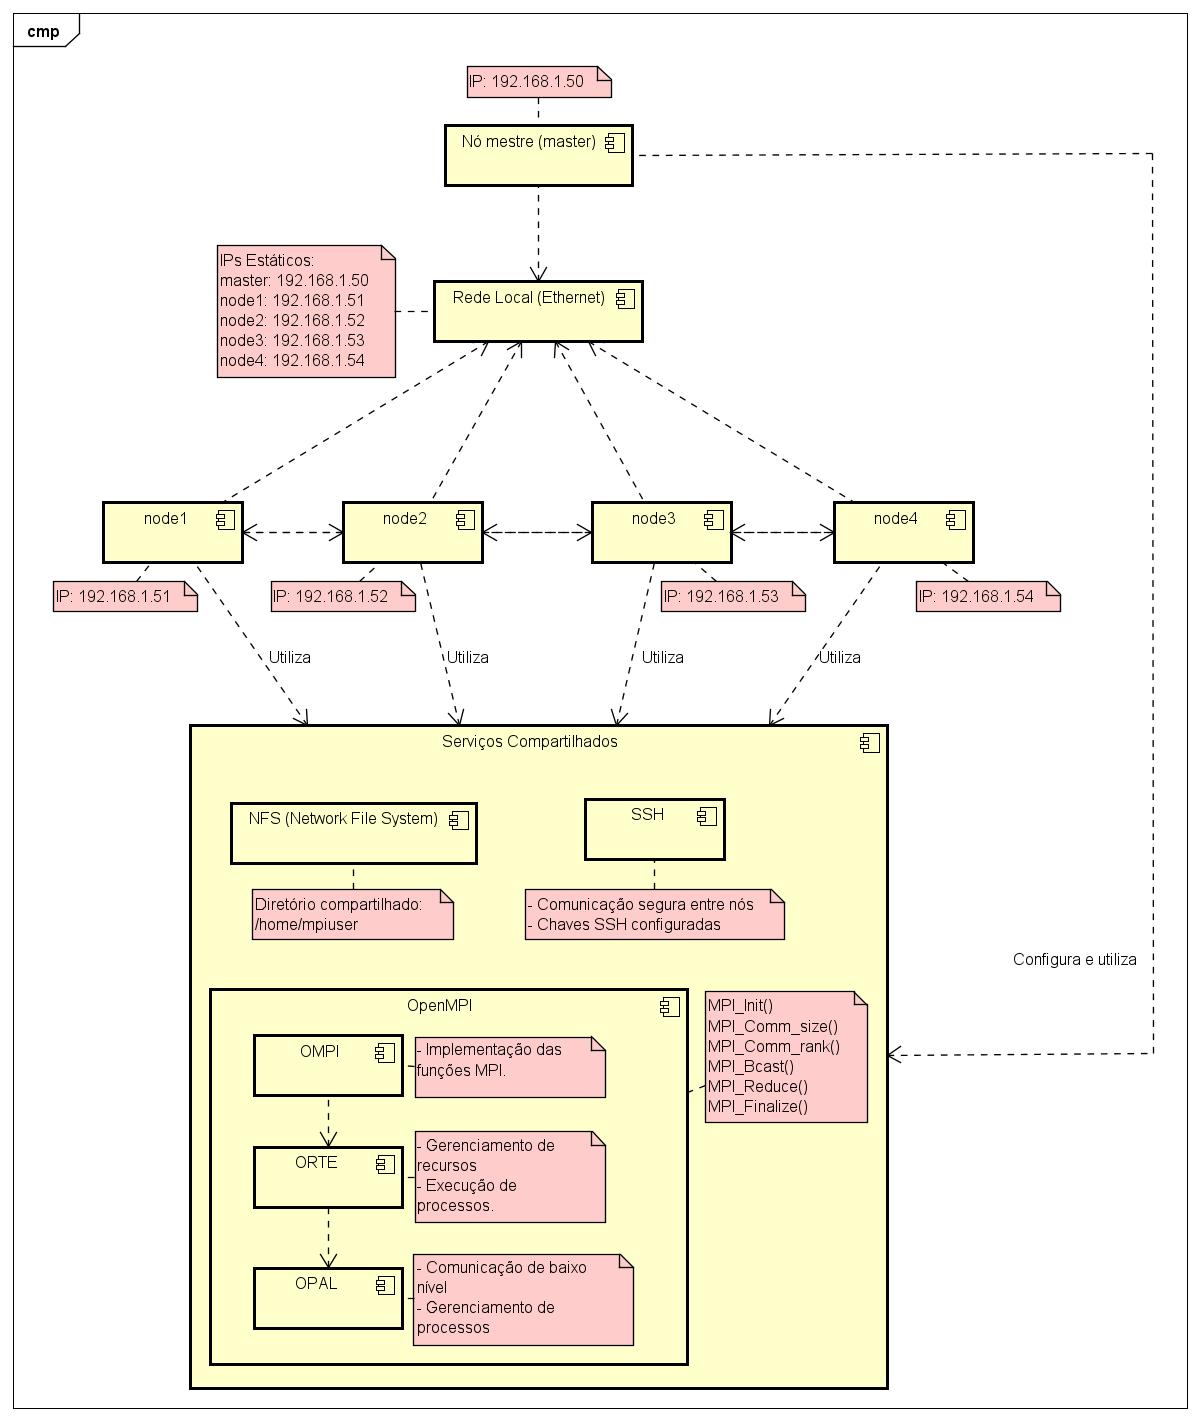 cmp
IP: 192.168.1.50
Nó mestre (master)
IPs Estáticos:
master: 192.168.1.50
node1: 192.168.1.51
node2: 192.168.1.52
node3: 192.168.1.53
node4: 192.168.1.54
Rede Local (Ethernet)
node1
node2
node3
node4
IP: 192.168.1.51
IP: 192.168.1.52
IP: 192.168.1.53
IP: 192.168.1.54
Utiliza
Utiliza
Utiliza
Utiliza
Serviços Compartilhados
NFS (Network File System)
SSH
Diretório compartilhado:
/home/mpiuser
- Comunicação segura entre nós
- Chaves SSH configuradas
Configura e utiliza
OpenMPI
MPI_Init()
MPI_Comm_size()
MPI_Comm_rank()
MPI_Bcast()
MPI_Reduce()
MPI_Finalize()
OMPI
- Implementação das
funções MPI.
ORTE
- Gerenciamento de
recursos
- Execução de
processos.
OPAL
- Comunicação de baixo
nível
- Gerenciamento de
processos